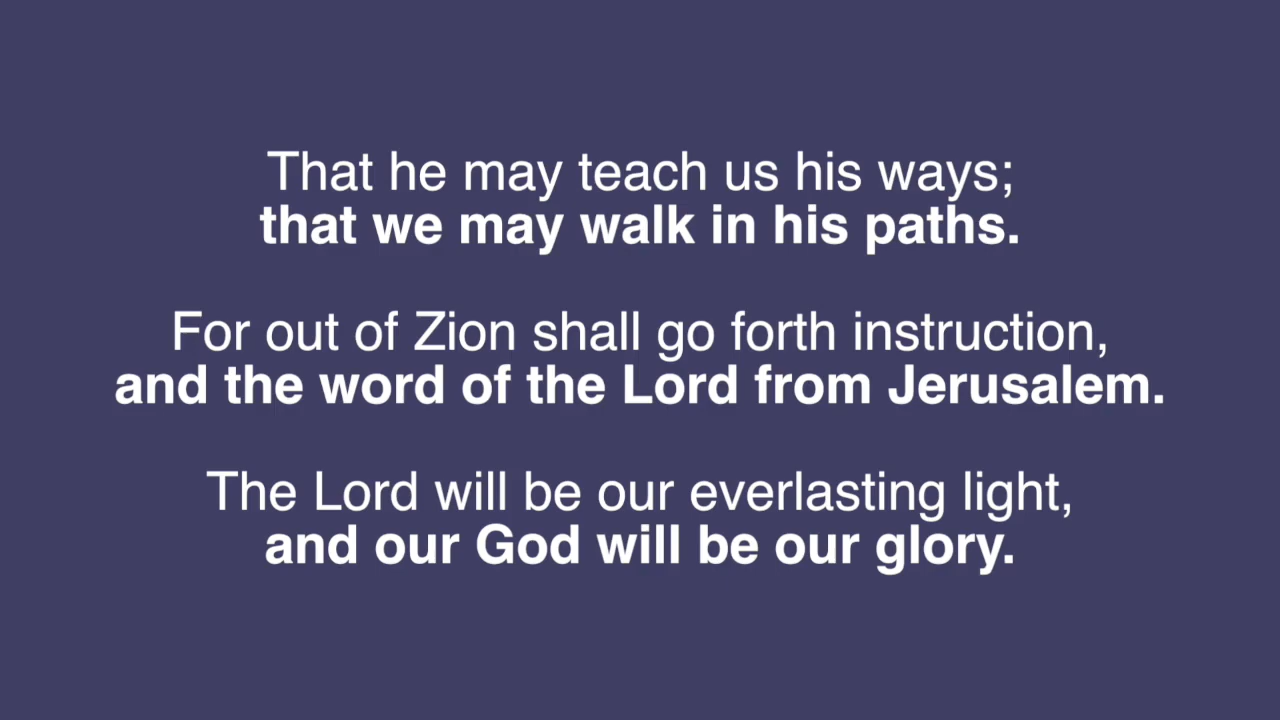 That he may teach us his ways;
that we may walk in his paths.
For out of Zion shall go forth instruction,
and the word of the Lord from Jerusalem.
The Lord will be our everlasting light,
and our God will be our glory.